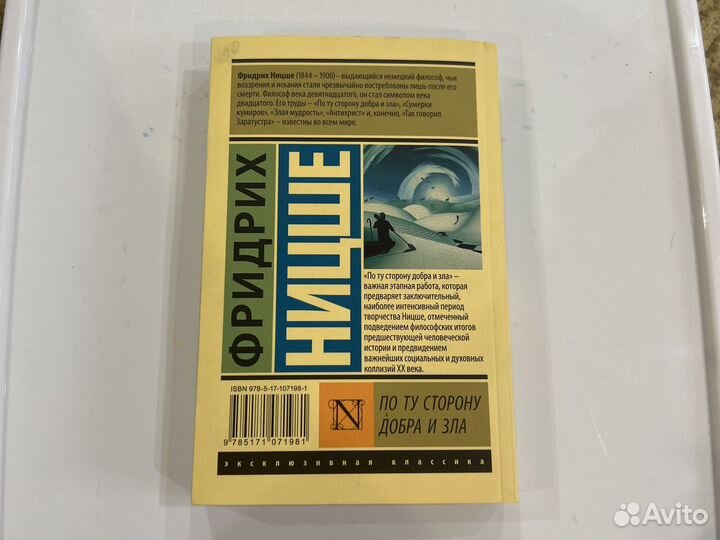 Фридрих Ницше (1844 – 1900)– выдающийся немецкий философ, чьи
воззрения и искания стали чрезвычайно востребованы лишь после его
смерти. Философ века девятнадцатого, он стал символом века
двадцатого. Его труды – «По ту сторону добра и зла», «Сумерки
кумиров», «Злая мудрость», «Антихрист» и, конечно, «Так говорил
Заратустра» – известны во всем мире.
ФРИДРИХ
НИЦШЕ
«По ту сторону добра и зла» –
важная этапная работа, которая
предваряет заключительный,
наиболее интенсивный период
творчества Ницше, отмеченный
подведением философских итогов
предшествующей человеческой
истории и предвидением
важнейших социальных и духовных
коллизий XX века.
ISBN 978-5-17-107198-1
9 785171 071981
N
ПО ТУ СТОРОНУ
ДОБРА И ЗЛА
эксклюзивная классика
Avito